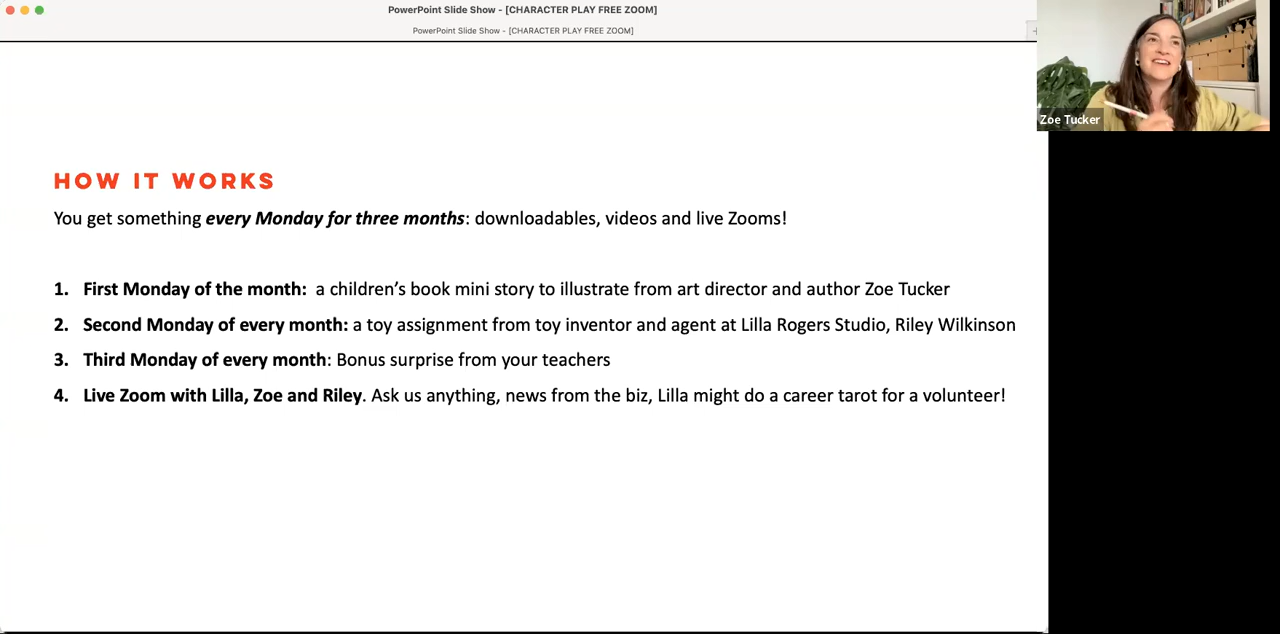 PowerPoint Slide Show - [CHARACTER PLAY FREE ZOOM]
PowerPoint Slide Show - [CHARACTER PLAY FREE ZOOM]
Zoe Tucker
HOW IT WORKS
You get something every Monday for three months: downloadables, videos and live Zooms!
1. First Monday of the month: a children’s book mini story to illustrate from art director and author Zoe Tucker
2. Second Monday of every month: a toy assignment from toy inventor and agent at Lilla Rogers Studio, Riley Wilkinson
3. Third Monday of every month: Bonus surprise from your teachers
4. Live Zoom with Lilla, Zoe and Riley. Ask us anything, news from the biz, Lilla might do a career tarot for a volunteer!